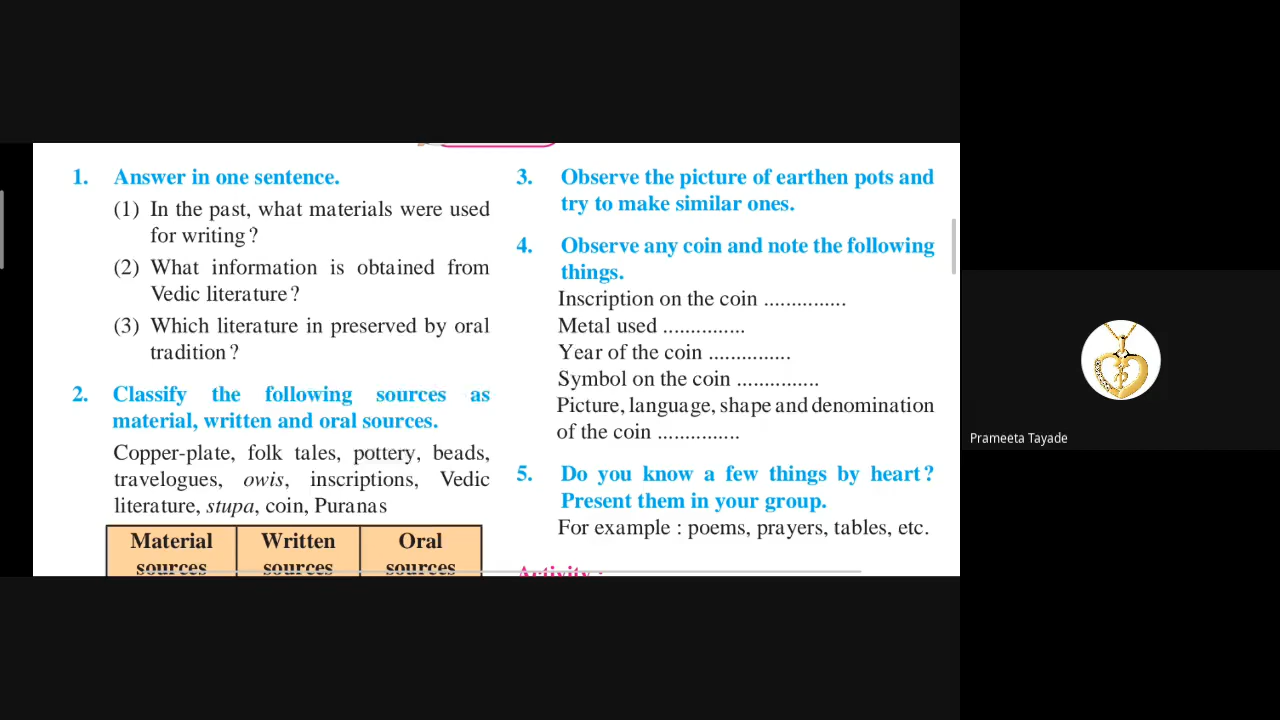 1. Answer in one sentence.
(1) In the past, what materials were used
for writing?
(2) What information is obtained from
Vedic literature?
(3) Which literature in preserved by oral
tradition?
2. Classify the following sources as
material, written and oral sources.
Copper-plate, folk tales, pottery, beads,
travelogues, owis, inscriptions, Vedic
literature, stupa, coin, Puranas
Material Written Oral
sources sources sources
3. Observe the picture of earthen pots and
try to make similar ones.
4. Observe any coin and note the following
things.
Inscription on the coin ...............
Metal used ...............
Year of the coin ...............
Symbol on the coin ...............
Picture, language, shape and denomination
of the coin ...............
5. Do you know a few things by heart?
Present them in your group.
For example : poems, prayers, tables, etc.
Activity :
Prameeta Tayade